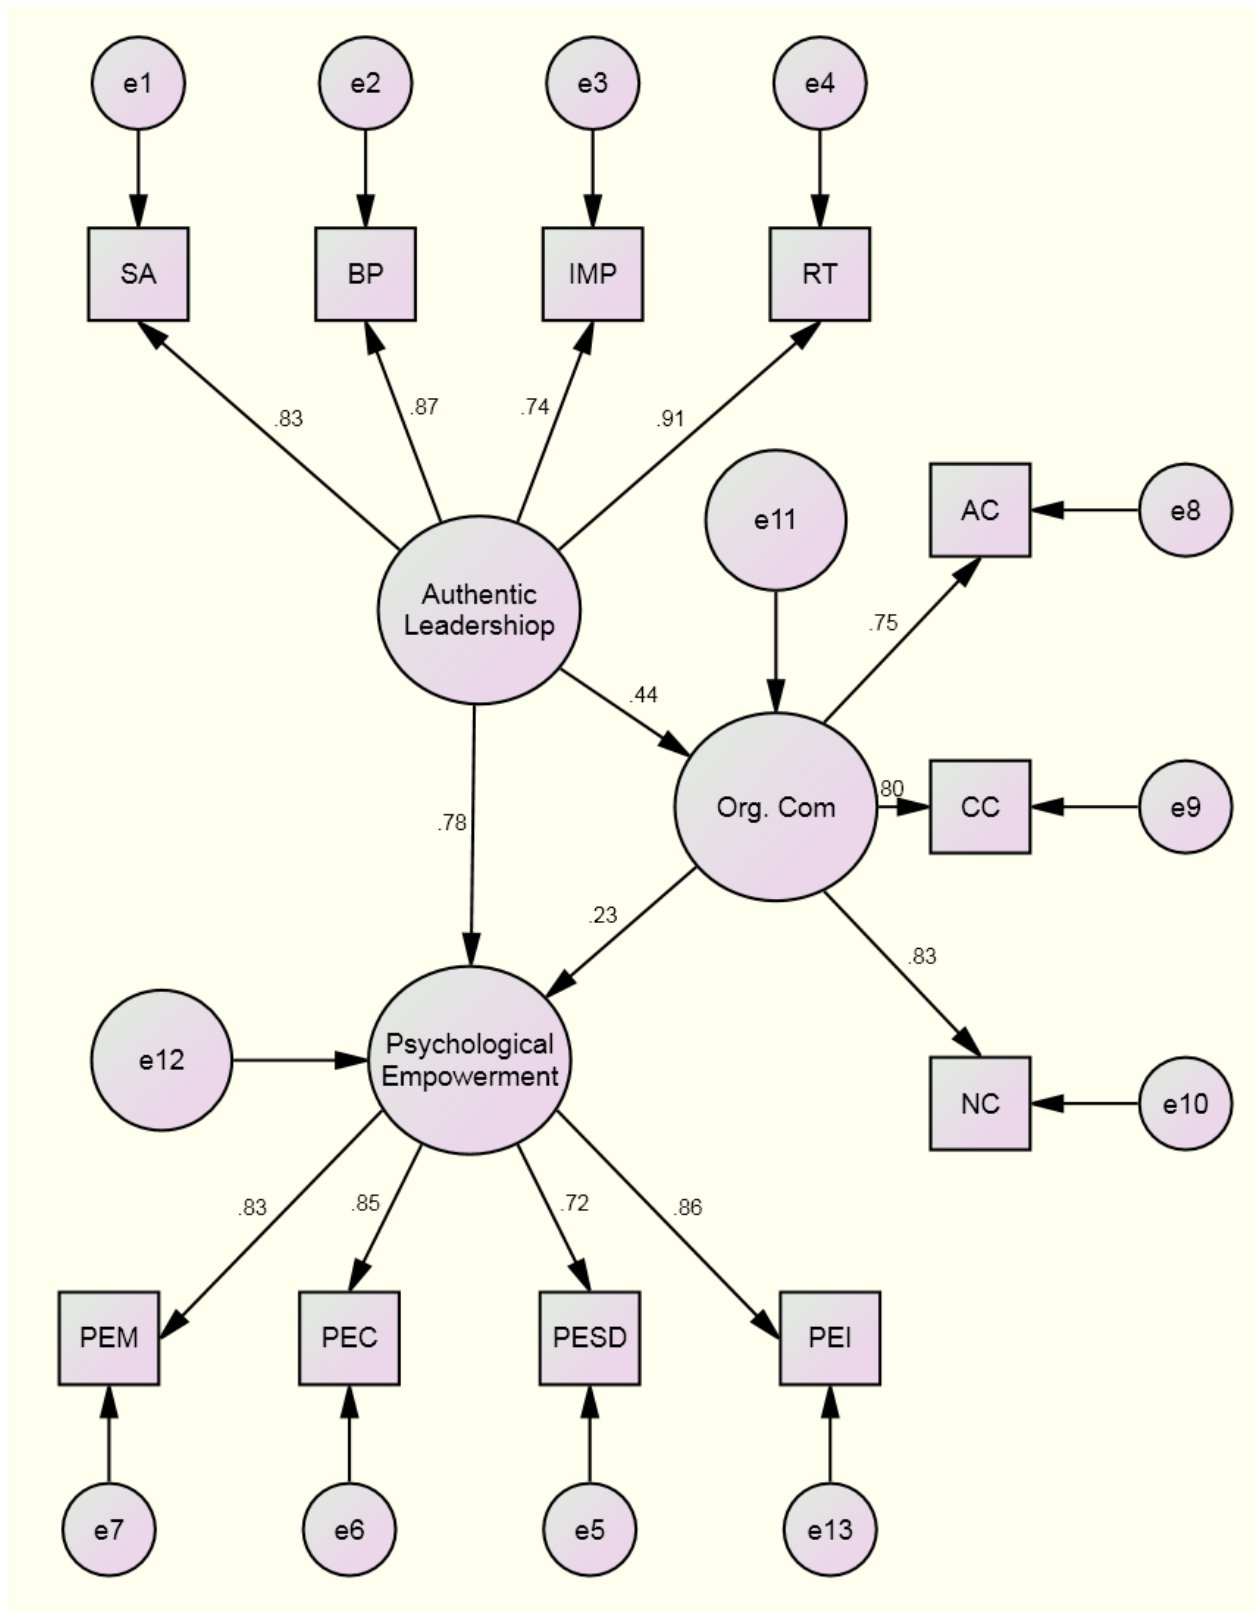 e1
e2
e3
e4
SA
BP
IMP
RT
.83
.87
.74
.91
e11
AC
e8
Authentic
Leadershiop
.75
.44
.80
Org. Com
CC
e9
.78
.23
.83
e12
Psychological
Empowerment
NC
e10
.83
.85
.72
.86
PEM
PEC
PESD
PEI
e7
e6
e5
e13